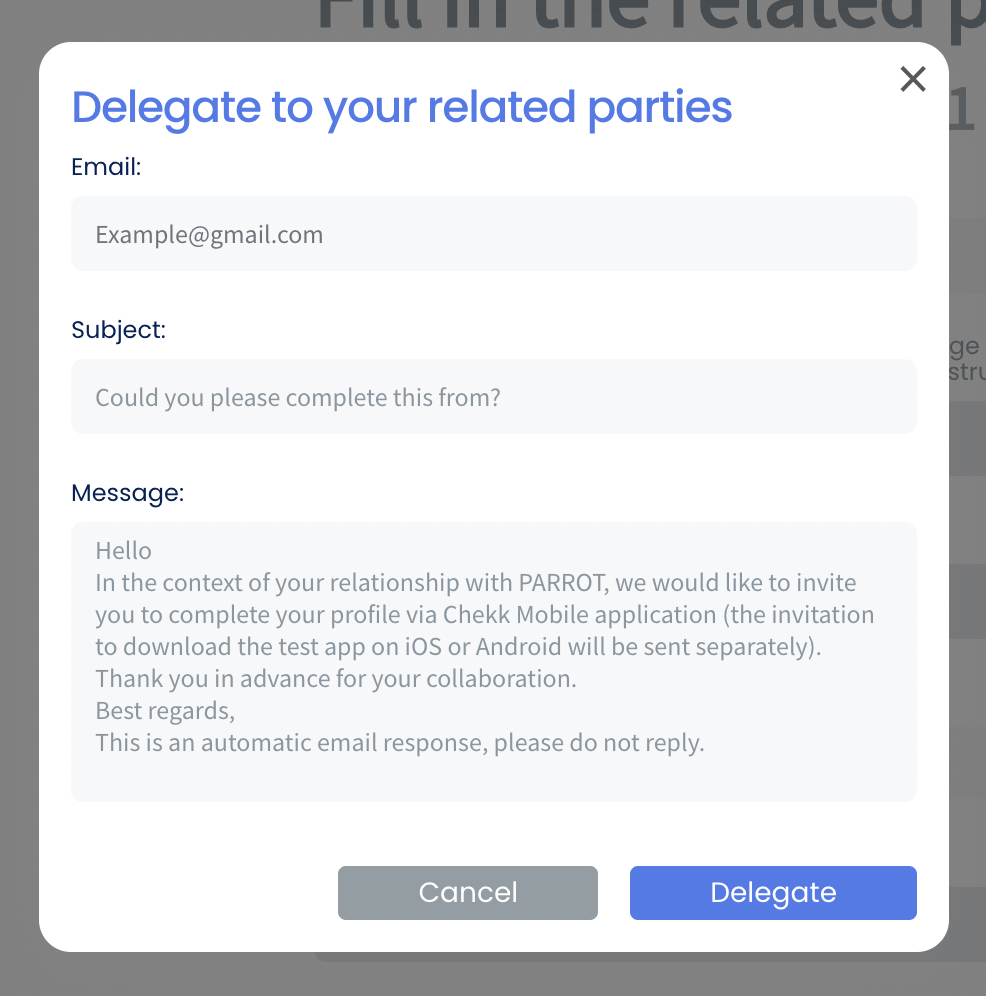 Fill in the related p
Delegate to your related parties
1
Email:
Example@gmail.com
Subject:
ge
stru
Could you please complete this from?
Message:
Hello
In the context of your relationship with PARROT, we would like to invite
you to complete your profile via Chekk Mobile application (the invitation
to download the test app on iOS or Android will be sent separately).
Thank you in advance for your collaboration.
Best regards,
This is an automatic email response, please do not reply.
Cancel
Delegate